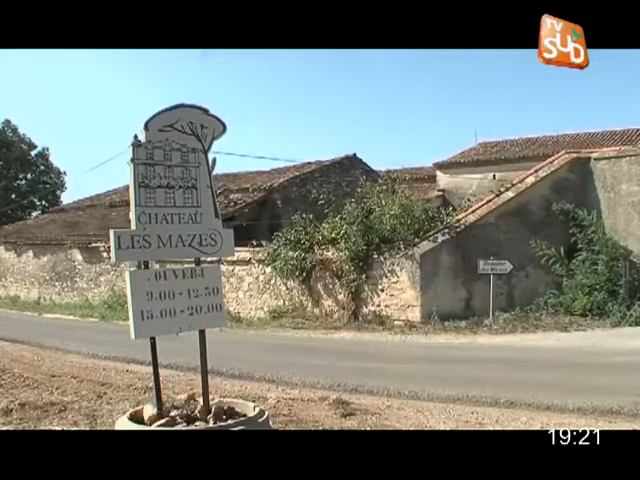 TV
SUD
CHATEAU
LES MAZES
OUVERT
9.00-12.30
15.00-20.00
19:21